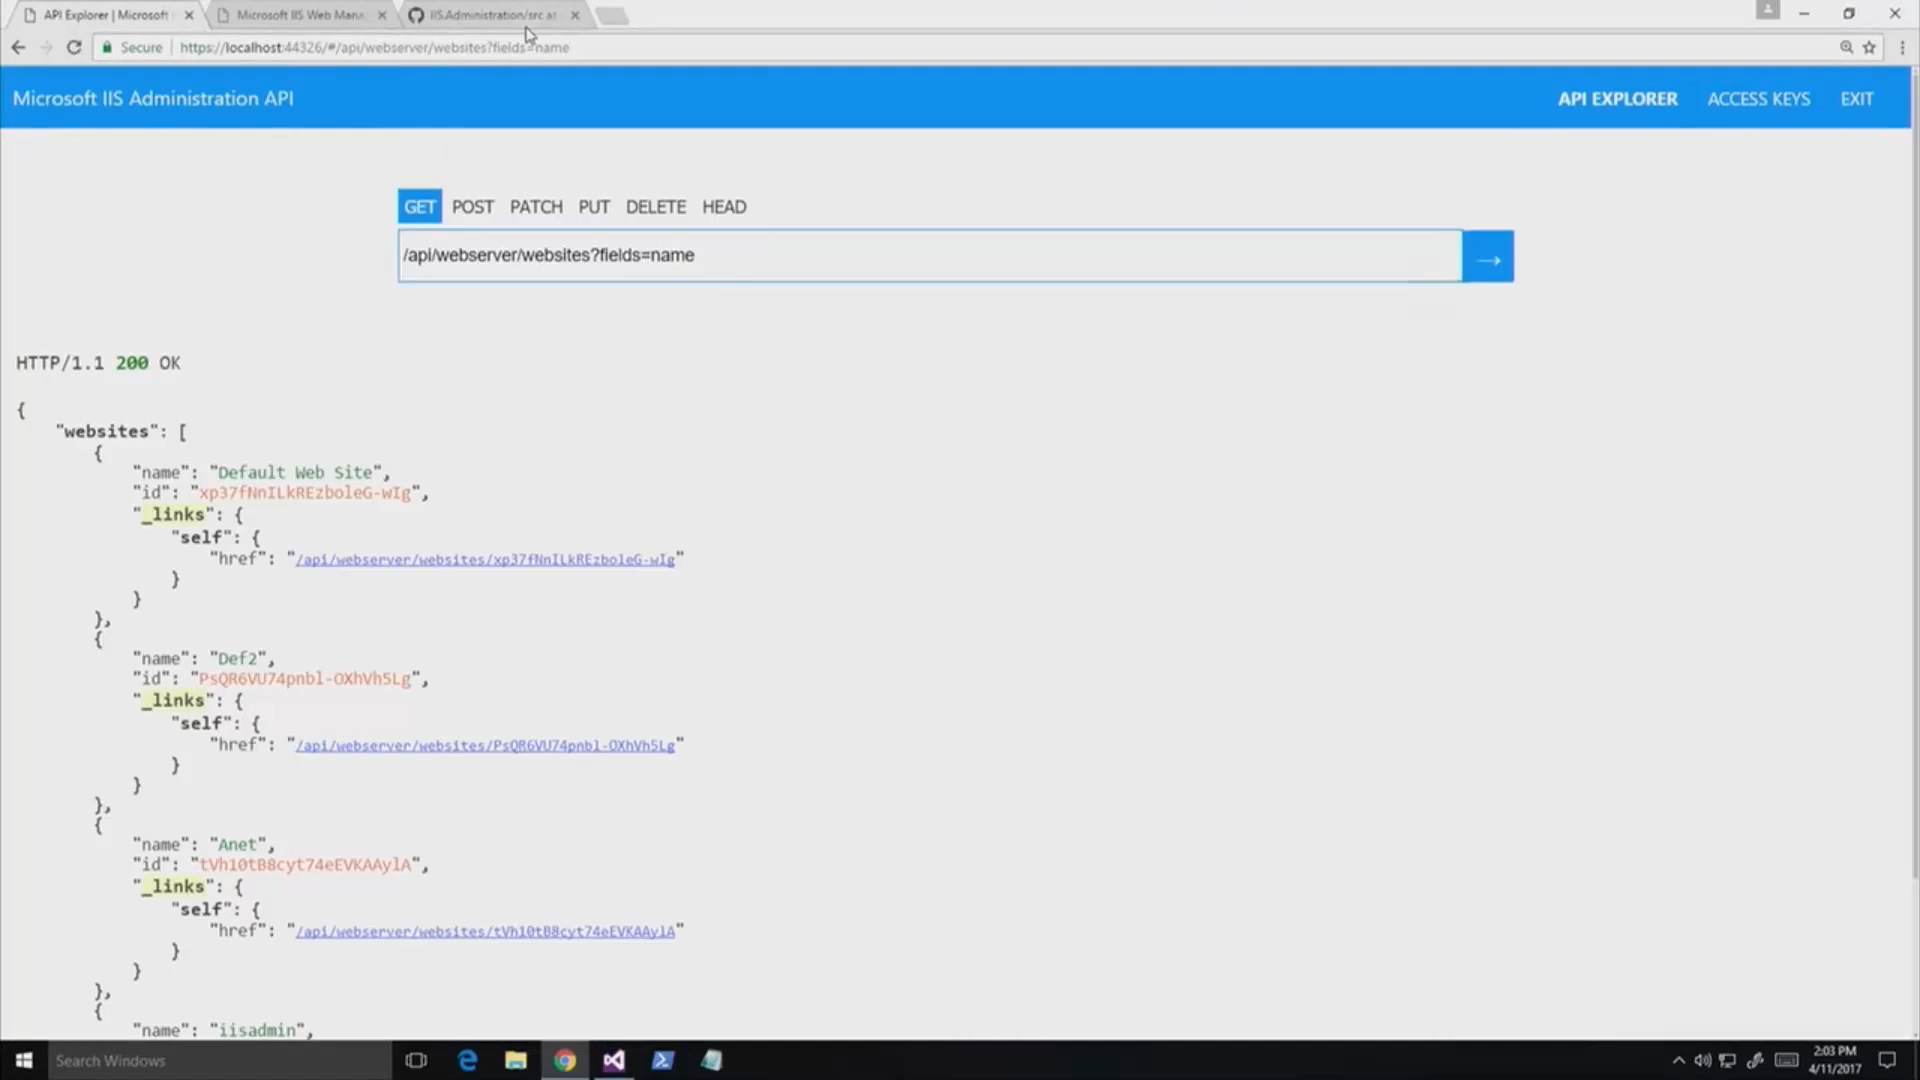 API Explorer | Microsoft
Microsoft IIS Web Mana
IIS.Administration/src at
Secure
https://localhost:44326/#/api/webserver/websites?fields=name
Microsoft IIS Administration API
API EXPLORER
ACCESS KEYS
EXIT
GET POST PATCH PUT DELETE HEAD
/api/webserver/websites?fields=name
→
HTTP/1.1 200 OK
{
"websites": [
{
"name": "Default Web Site",
"id": "xp37fNnILkREzboleG-wIg",
"_links": {
"self": {
"href": "/api/webserver/websites/xp37fNnILkREzboleG-wIg"
}
}
},
{
"name": "Def2",
"id": "PsQR6VU74pnbl-OXhVh5Lg",
"_links": {
"self": {
"href": "/api/webserver/websites/PsQR6VU74pnbl-OXhVh5Lg"
}
}
},
{
"name": "Anet",
"id": "tVh10tB8cyt74eEVKAAylA",
"_links": {
"self": {
"href": "/api/webserver/websites/tVh10tB8cyt74eEVKAAylA"
}
}
},
{
"name": "iisadmin",
Search Windows
2:03 PM
4/11/2017